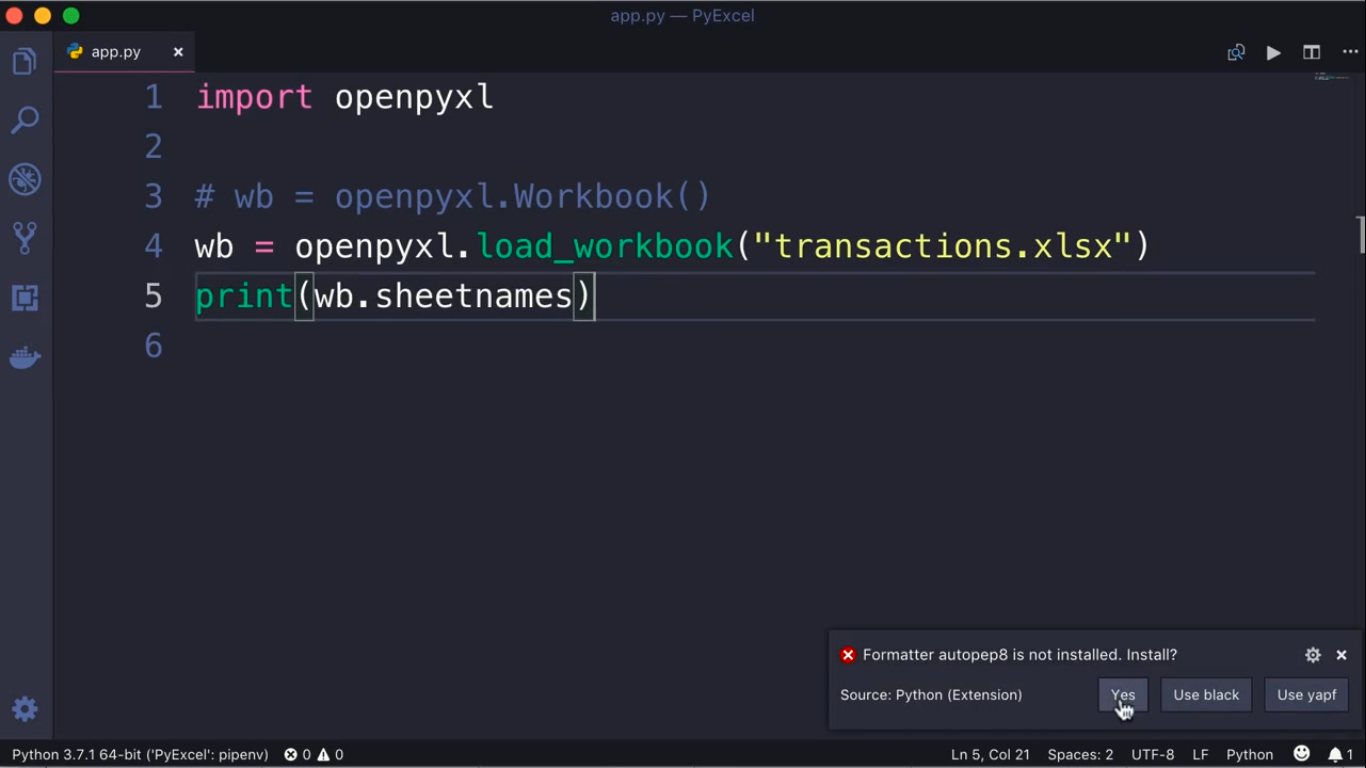 app.py — PyExcel
app.py
1 import openpyxl
2
3 # wb = openpyxl.Workbook()
4 wb = openpyxl.load_workbook("transactions.xlsx")
5 print(wb.sheetnames)
6
Formatter autopep8 is not installed. Install?
Source: Python (Extension) Yes Use black Use yapf
Python 3.7.1 64-bit ('PyExcel': pipenv) 0 0 Ln 5, Col 21 Spaces: 2 UTF-8 LF Python 1